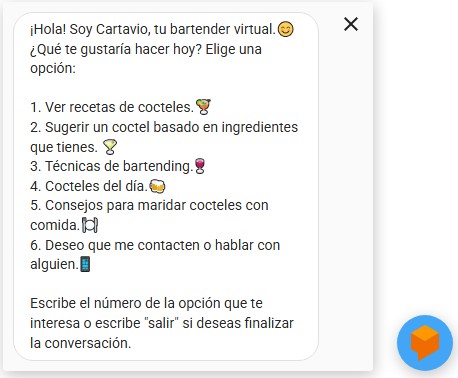 ¡Hola! Soy Cartavio, tu bartender virtual.😊
¿Qué te gustaría hacer hoy? Elige una
opción:
1. Ver recetas de cocteles.🍹
2. Sugerir un coctel basado en ingredientes
que tienes. 🍸
3. Técnicas de bartending.🍷
4. Cocteles del día.🍻
5. Consejos para maridar cocteles con
comida.🍽️
6. Deseo que me contacten o hablar con
alguien.📱
Escribe el número de la opción que te
interesa o escribe "salir" si deseas finalizar
la conversación.